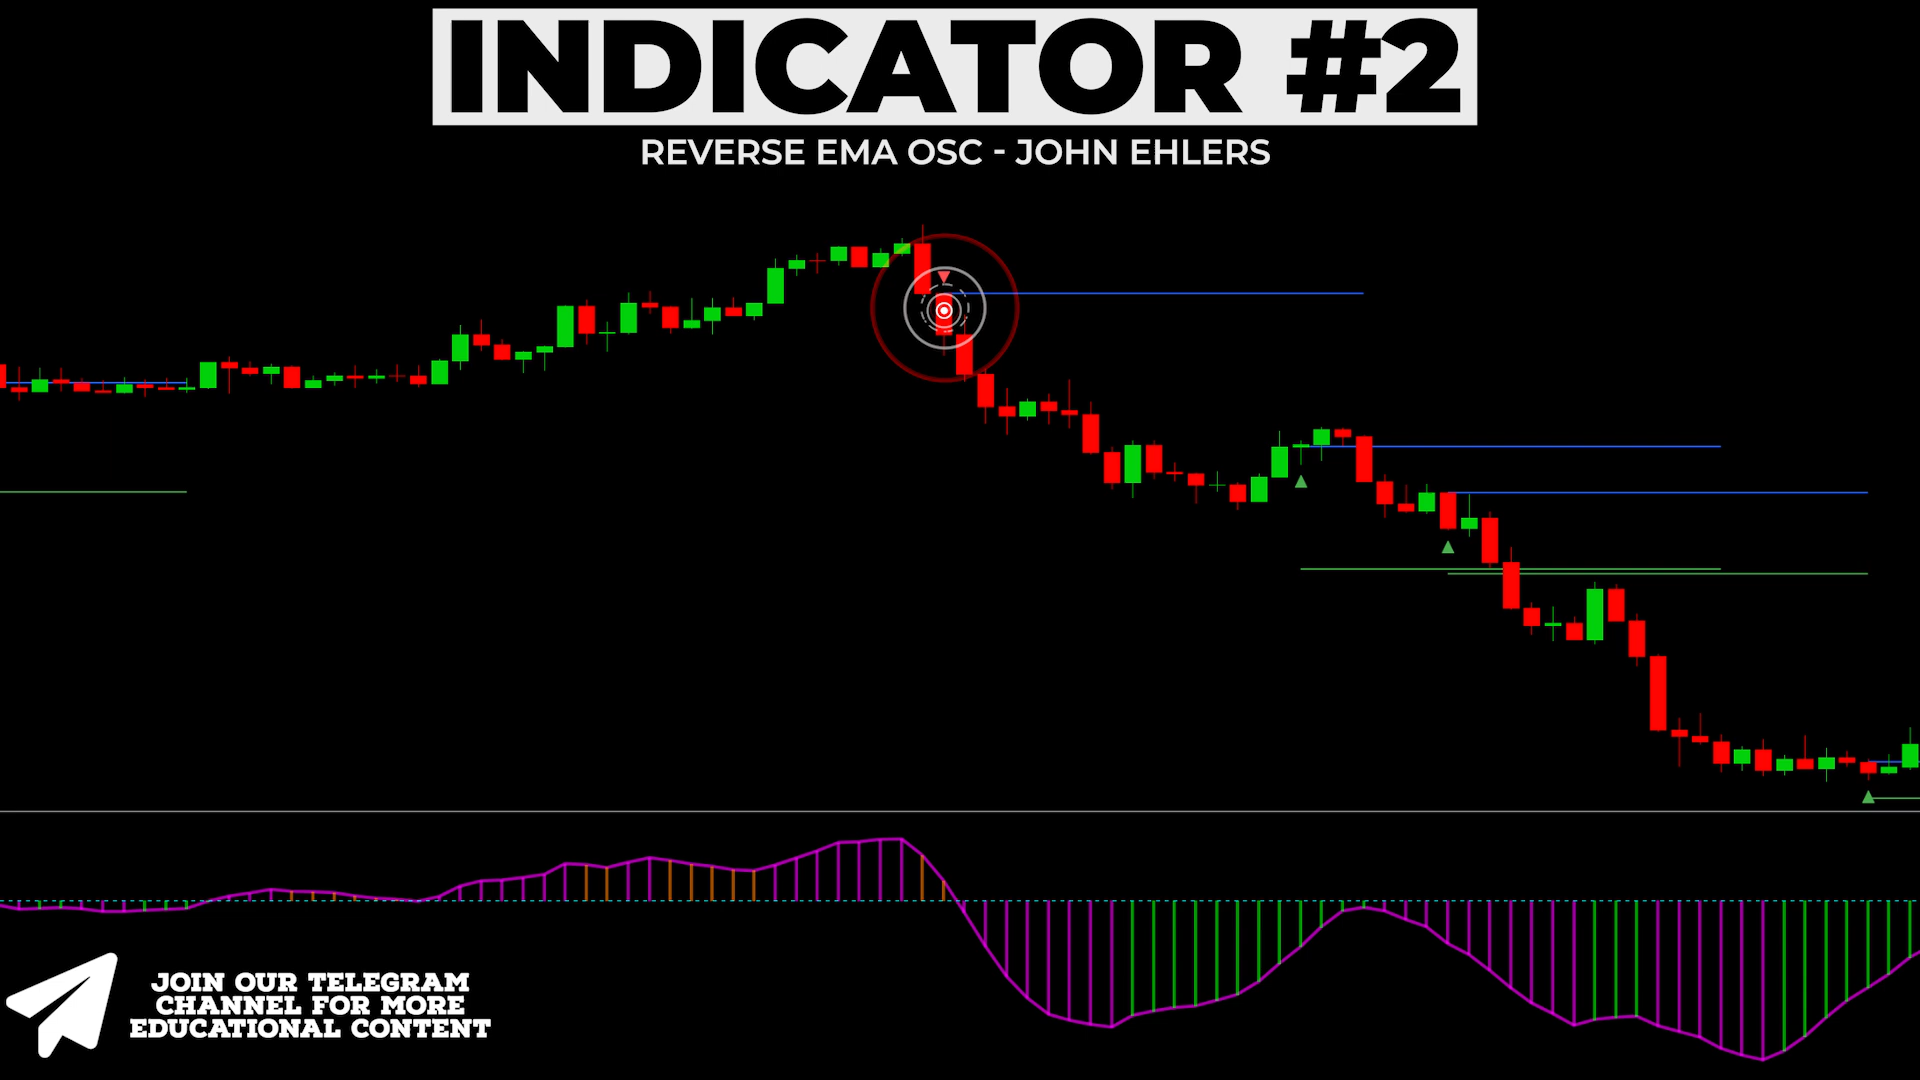 INDICATOR #2
REVERSE EMA OSC - JOHN EHLERS
JOIN OUR TELEGRAM
CHANNEL FOR MORE
EDUCATIONAL CONTENT